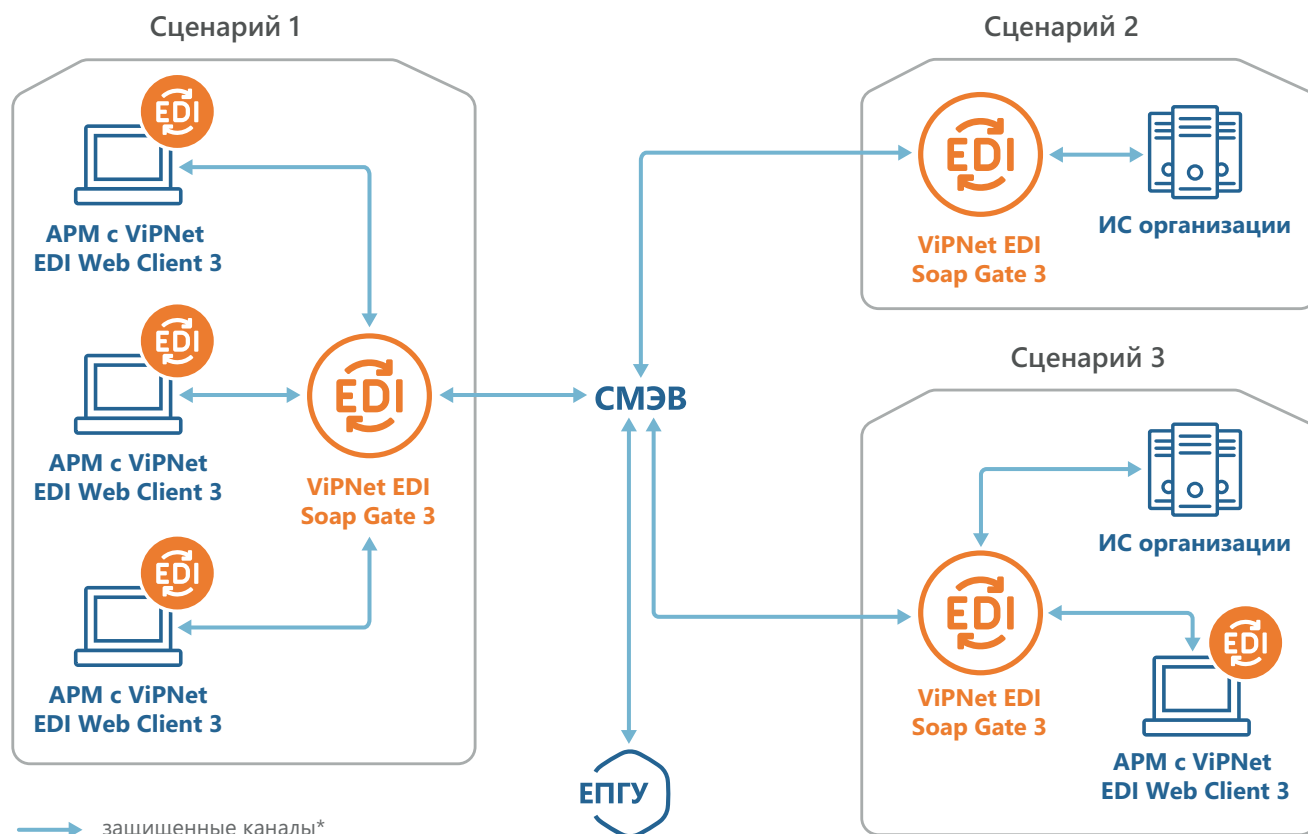 Сценарий 1
EDI
АРМ с ViPNet
EDI Web Client 3
EDI
АРМ с ViPNet
EDI Web Client 3
EDI
АРМ с ViPNet
EDI Web Client 3
EDI
ViPNet EDI
Soap Gate 3
СМЭВ
ЕПГУ
Сценарий 2
EDI
ViPNet EDI
Soap Gate 3
ИС организации
Сценарий 3
ИС организации
EDI
ViPNet EDI
Soap Gate 3
EDI
АРМ с ViPNet
EDI Web Client 3
защищенные каналы*